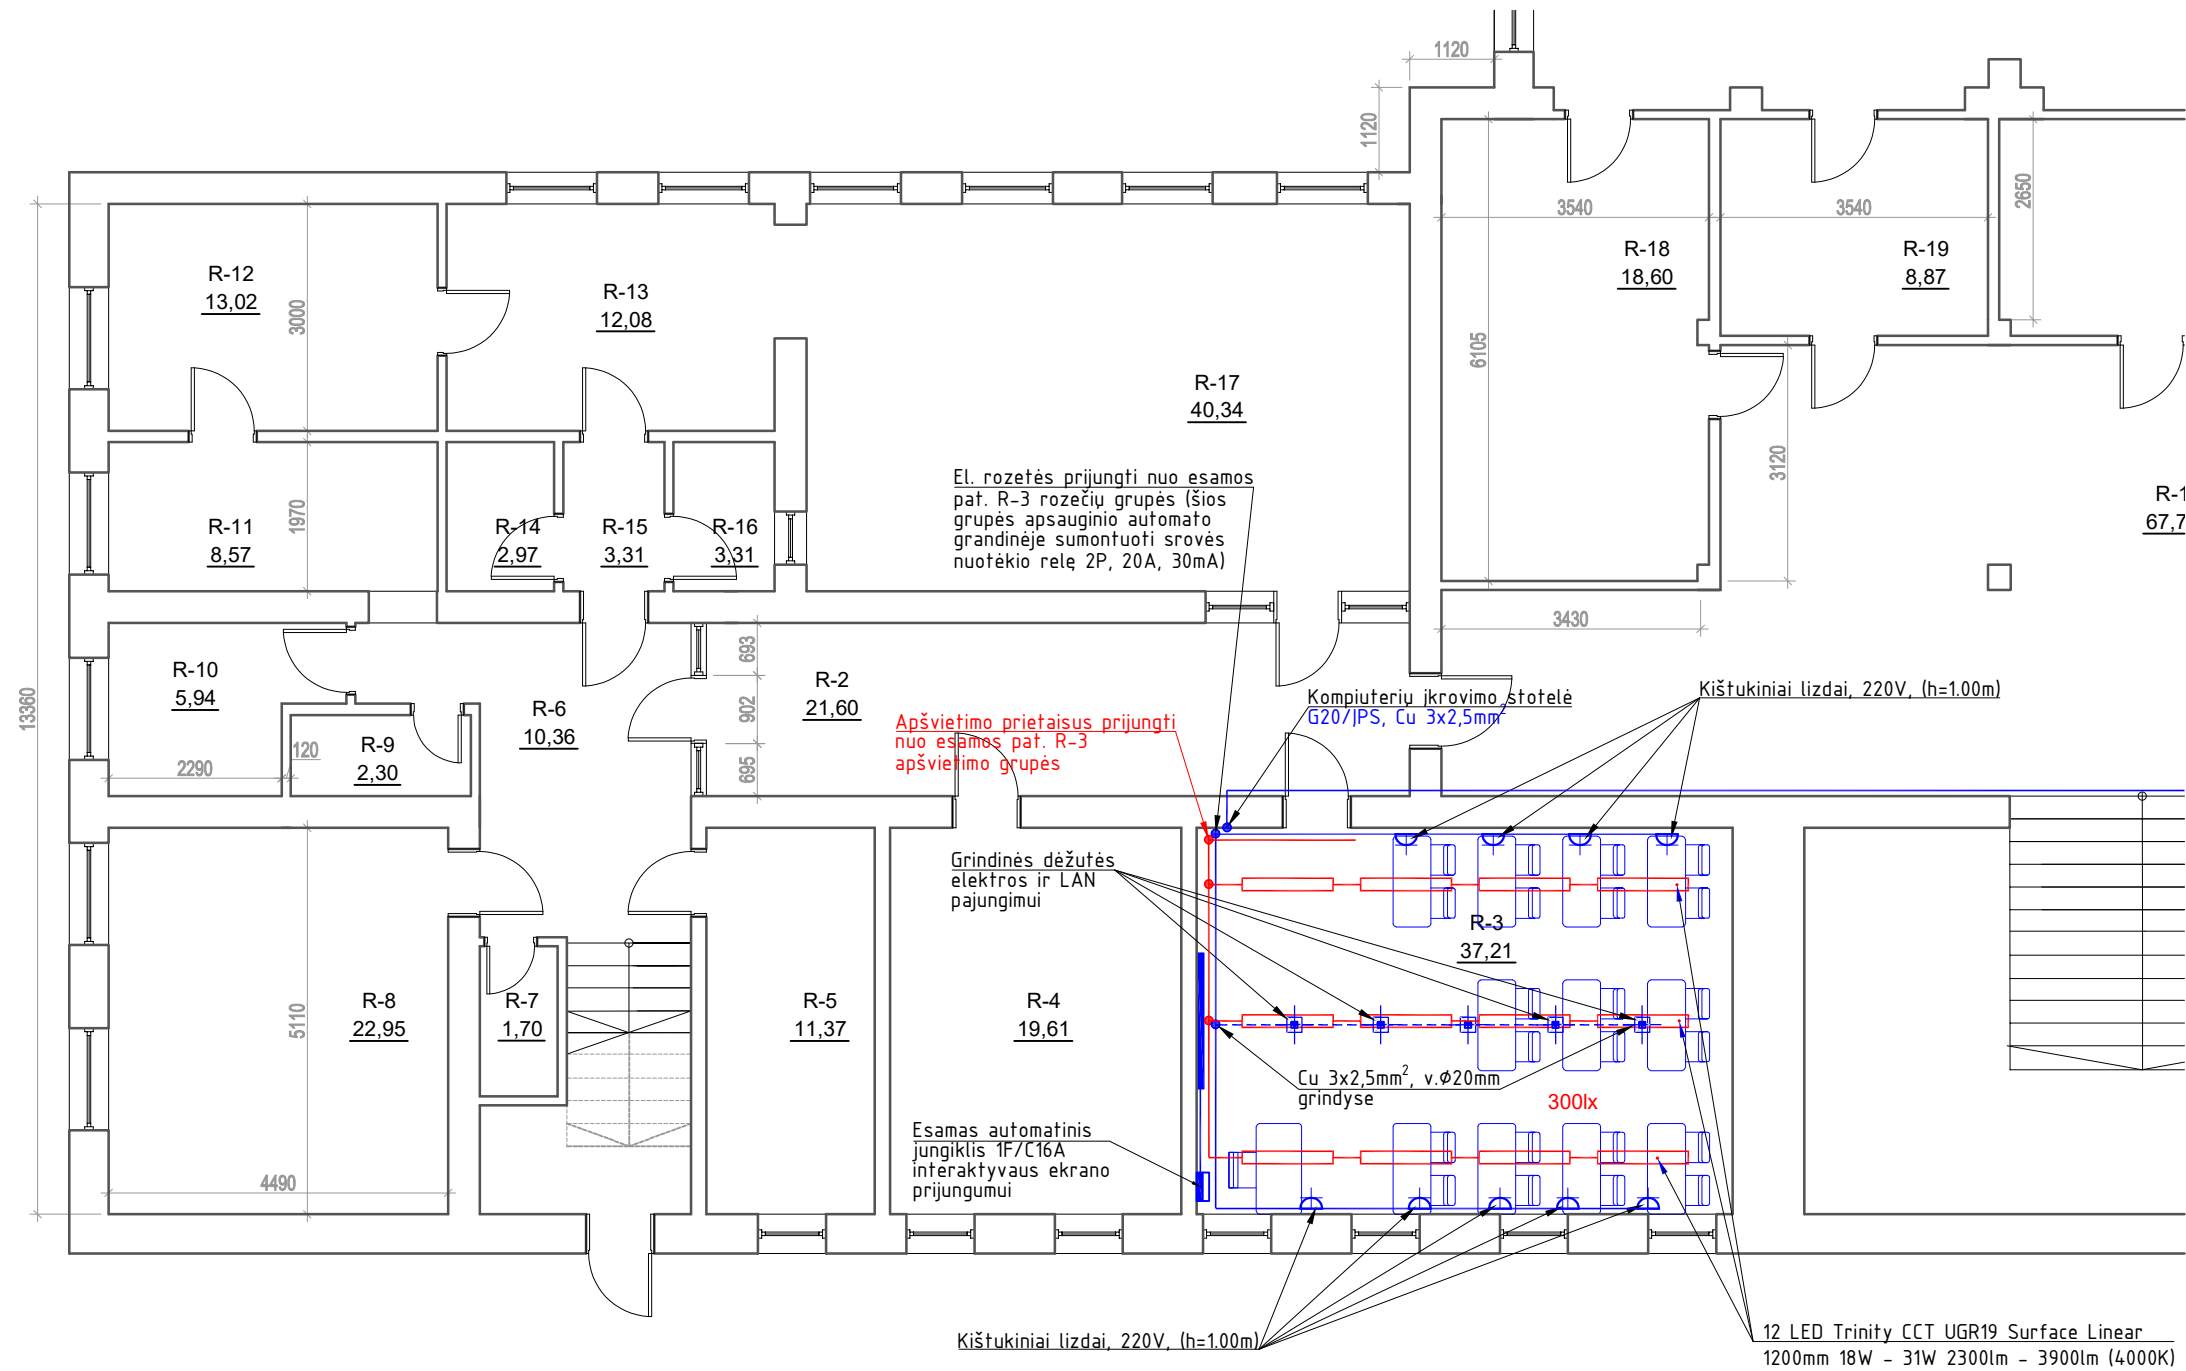 1120
1120
3540
3540
2650
R-12
13,02
R-13
12,08
R-18
18,60
R-19
8,87
3000
6105
R-17
40,34
3120
El. rozetės prijungti nuo esamos
pat. R-3 rozečių grupės (šios
grupės apsauginio automato
grandinėje sumontuoti srovės
nuotėkio relę 2P, 20A, 30mA)
R-1
67,7
R-11
8,57
1970
R-14
2,97
R-15
3,31
R-16
3,31
3430
13360
R-10
5,94
693
902
695
R-2
21,60
R-6
10,36
Kompiuterių įkrovimo stotelė
G20/JPS, Cu 3x2,5mm²
Kištukiniai lizdai, 220V, (h=1.00m)
Apšvietimo prietaisus prijungti
nuo esamos pat. R-3
apšvietimo grupės
R-9
2,30
120
2290
Grindinės dėžutės
elektros ir LAN
pajungimui
R-3
37,21
R-8
22,95
5110
R-7
1,70
R-5
11,37
R-4
19,61
Cu 3x2,5mm², v.Ø20mm
grindyse
300lx
Esamas automatinis
jungiklis 1F/C16A
interaktyvaus ekrano
prijungumui
4490
Kištukiniai lizdai, 220V, (h=1.00m)
12 LED Trinity CCT UGR19 Surface Linear
1200mm 18W - 31W 2300lm - 3900lm (4000K)